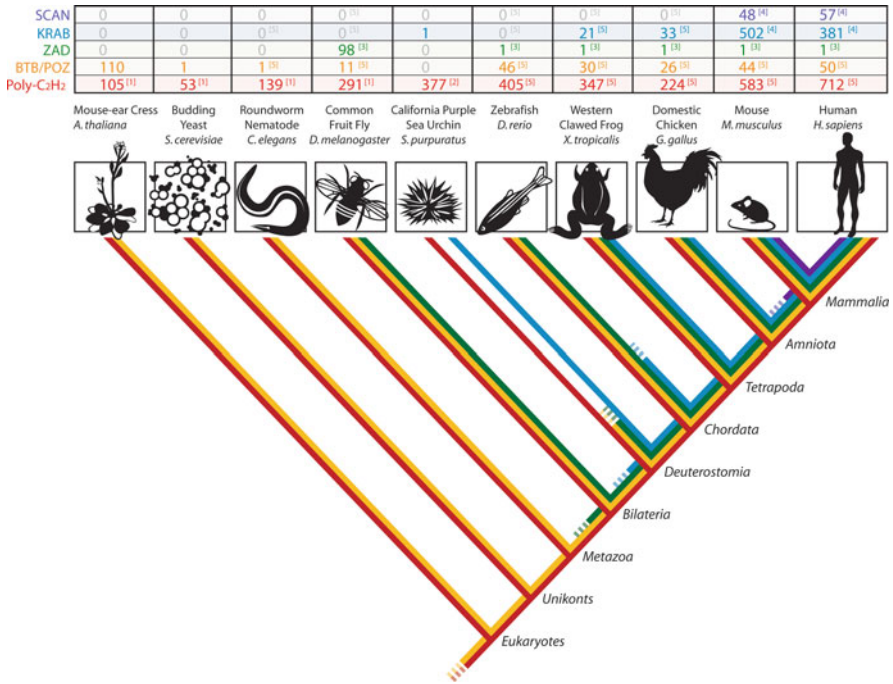 SCAN 0 0 0 0 [5] 0 0 [5] 0 [5] 0 [5] 48 [4] 57 [4]
KRAB 0 0 0 [5] 0 [5] 1 0 [5] 21 [5] 33 [5] 502 [4] 381 [4]
ZAD 0 0 0 98 [3] 0 1 [3] 1 [3] 1 [3] 1 [3] 1 [3]
BTB/POZ 110 1 1 [5] 11 [5] 0 46 [5] 30 [5] 26 [5] 44 [5] 50 [5]
Poly-C2H2 105 [1] 53 [1] 139 [1] 291 [1] 377 [2] 405 [5] 347 [5] 224 [5] 583 [5] 712 [5]
Mouse-ear Cress
A. thaliana
Budding
Yeast
S. cerevisiae
Roundworm
Nematode
C. elegans
Common
Fruit Fly
D. melanogaster
California Purple
Sea Urchin
S. purpuratus
Zebrafish
D. rerio
Western
Clawed Frog
X. tropicalis
Domestic
Chicken
G. gallus
Mouse
M. musculus
Human
H. sapiens
Mammalia
Amniota
Tetrapoda
Chordata
Deuterostomia
Bilateria
Metazoa
Unikonts
Eukaryotes